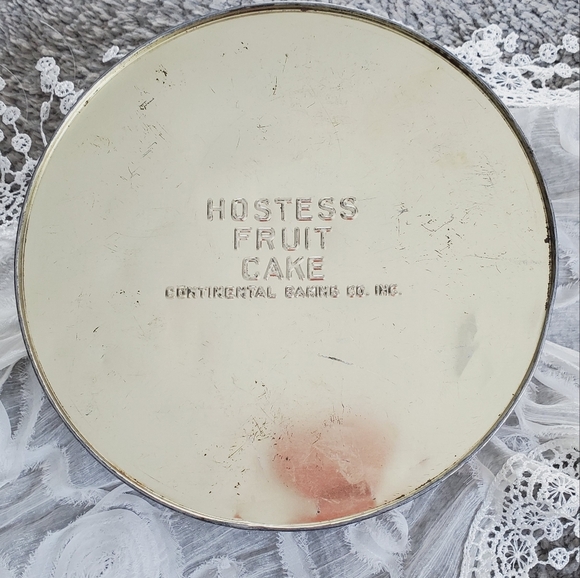 HOSTESS
FRUIT
CAKE
CONTINENTAL BAKING CO. INC.